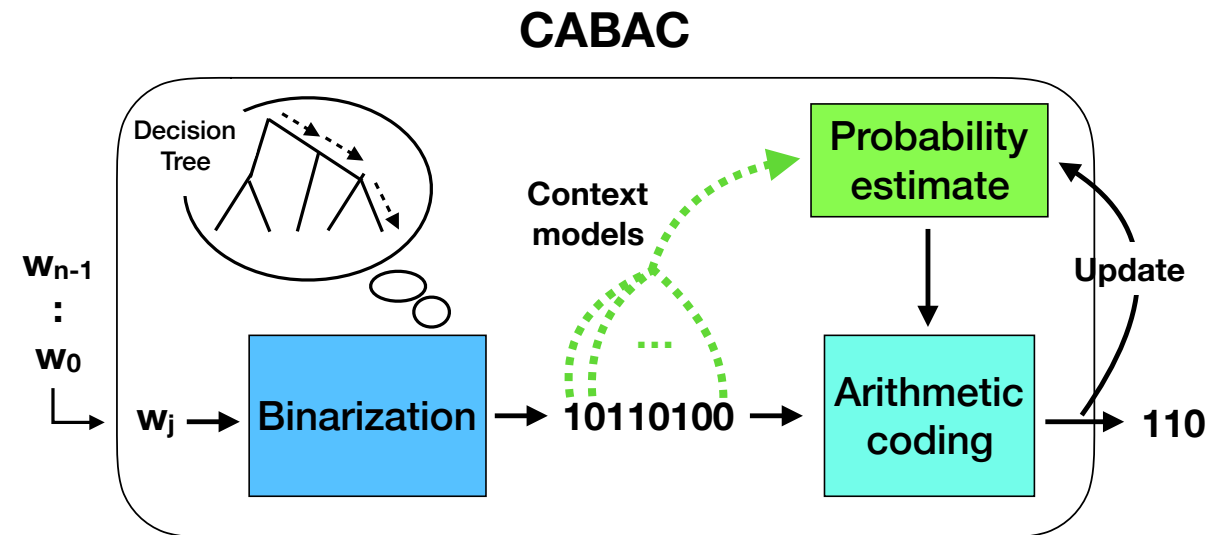 CABAC
Decision
Tree
Probability
estimate
Context
models
wn-1
:
w0
Update
...
wj
Binarization
10110100
Arithmetic
coding
110